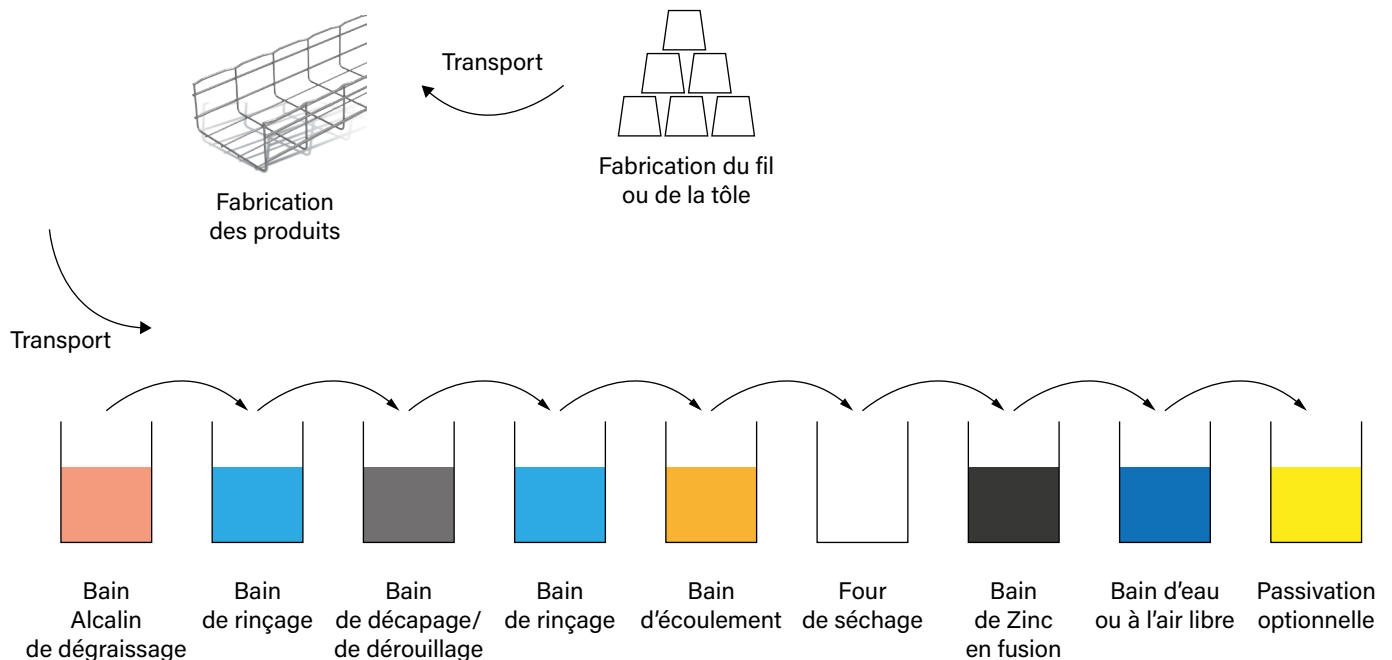 Transport
Fabrication du fil
ou de la tôle
Fabrication
des produits
Transport
Bain
Alcalin
de dégraissage
Bain
de rinçage
Bain
de décapage/
de dérouillage
Bain
de rinçage
Bain
d’écoulement
Four
de séchage
Bain
de Zinc
en fusion
Bain d’eau
ou à l’air libre
Passivation
optionnelle